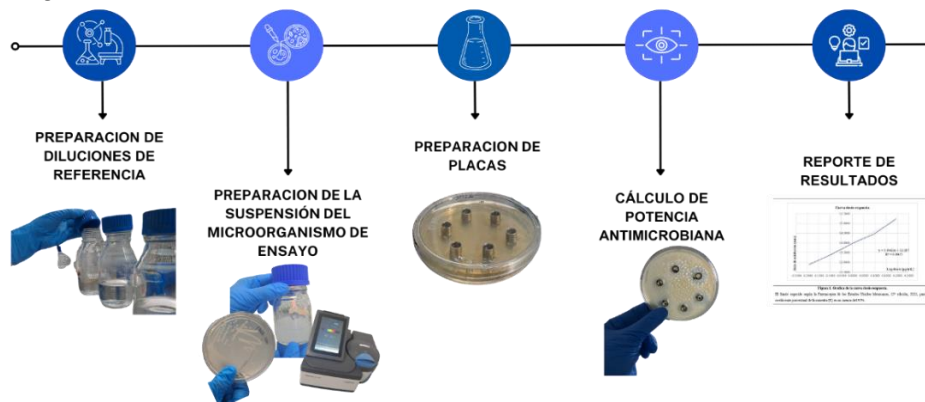 PREPARACION DE
DILUCIONES DE
REFERENCIA
PREPARACION DE LA
SUSPENSIÓN DEL
MICROORGANISMO DE
ENSAYO
PREPARACION DE
PLACAS
CÁLCULO DE
POTENCIA
ANTIMICROBIANA
REPORTE DE
RESULTADOS